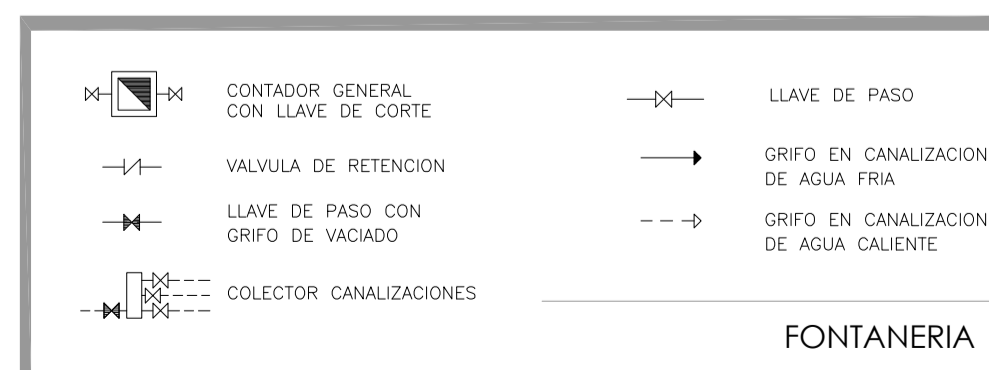 CONTADOR GENERAL
CON LLAVE DE CORTE
VALVULA DE RETENCION
LLAVE DE PASO CON
GRIFO DE VACIADO
COLECTOR CANALIZACIONES
LLAVE DE PASO
GRIFO EN CANALIZACION
DE AGUA FRIA
GRIFO EN CANALIZACION
DE AGUA CALIENTE
FONTANERIA